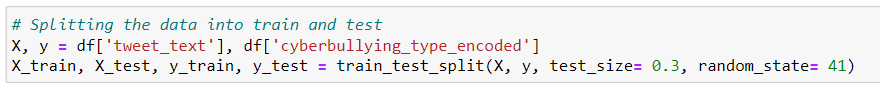 # Splitting the data into train and test
X, y = df['tweet_text'], df['cyberbullying_type_encoded']
X_train, X_test, y_train, y_test = train_test_split(X, y, test_size= 0.3, random_state= 41)